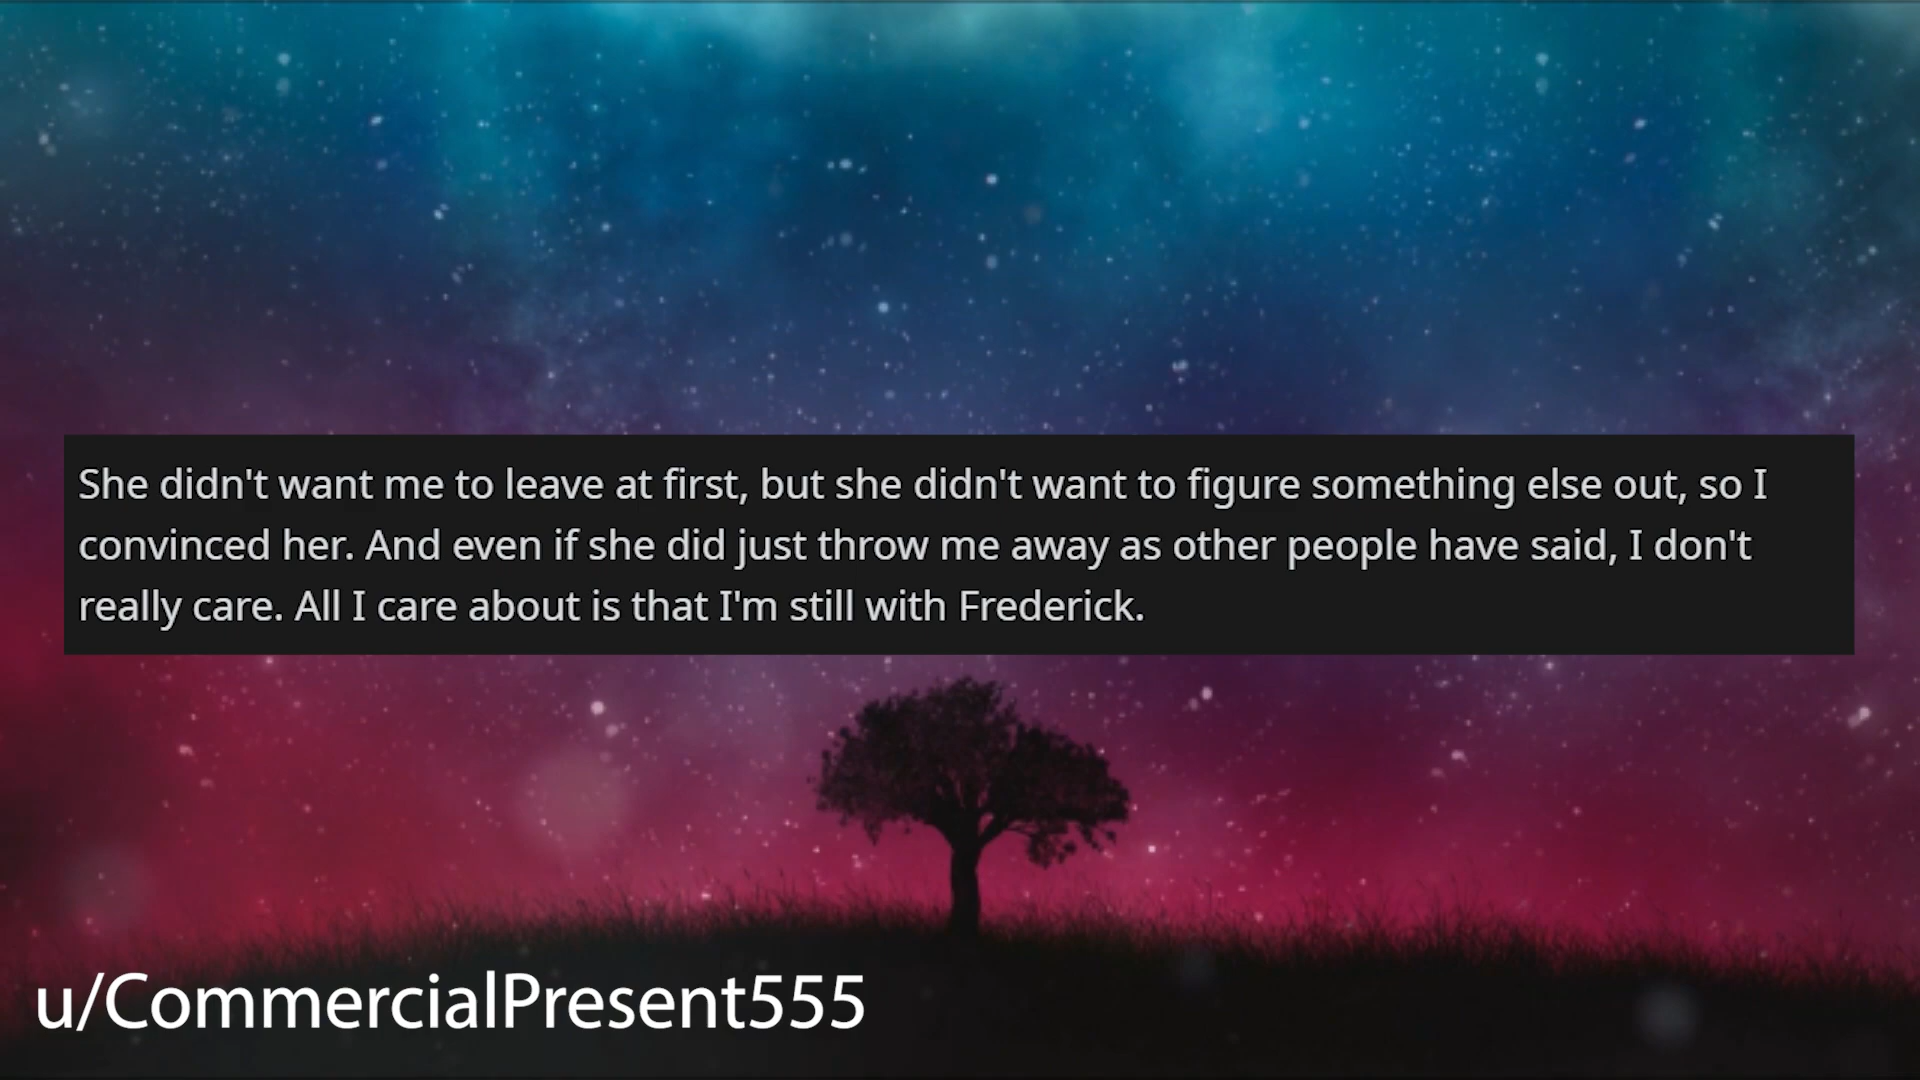 She didn't want me to leave at first, but she didn't want to figure something else out, so I
convinced her. And even if she did just throw me away as other people have said, I don't
really care. All I care about is that I'm still with Frederick.
u/CommercialPresent555